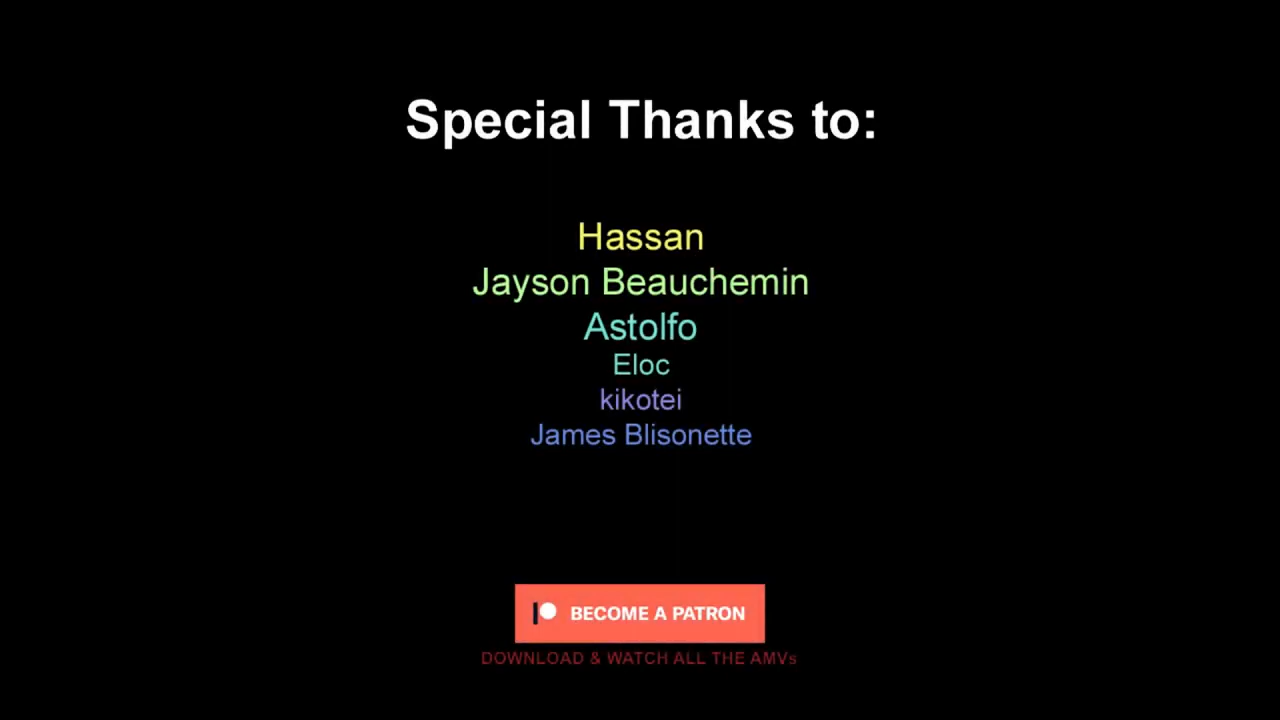 Special Thanks to:
Hassan
Jayson Beauchemin
Astolfo
Eloc
kikotei
James Blisonette
BECOME A PATRON
DOWNLOAD & WATCH ALL THE AMVs